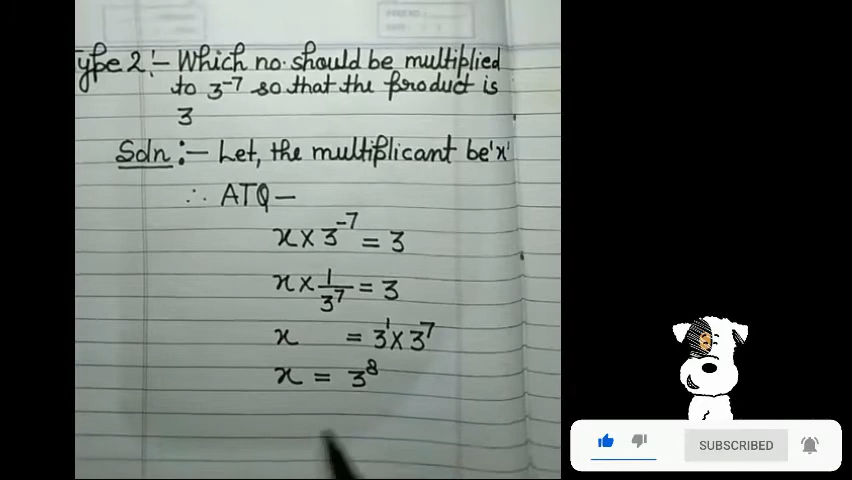 Type 2:- Which no. should be multiplied
to 3⁻⁷ so that the product is
3
Soln :- Let, the multiplicant be 'x'
∴ ATQ -
x × 3⁻⁷ = 3
x × 1/3⁷ = 3
x = 3¹ × 3⁷
x = 3⁸
SUBSCRIBED